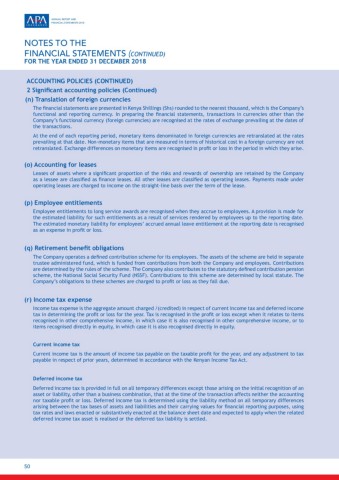 APA
ANNUAL REPORT AND
FINANCIAL STATEMENTS 2018
NOTES TO THE
FINANCIAL STATEMENTS (CONTINUED)
FOR THE YEAR ENDED 31 DECEMBER 2018
ACCOUNTING POLICIES (CONTINUED)
2 Significant accounting policies (Continued)
(n) Translation of foreign currencies
The financial statements are presented in Kenya Shillings (Shs) rounded to the nearest thousand, which is the Company's
functional and reporting currency. In preparing the financial statements, transactions in currencies other than the
Company's functional currency (foreign currencies) are recognised at the rates of exchange prevailing at the dates of
the transactions.
At the end of each reporting period, monetary items denominated in foreign currencies are retranslated at the rates
prevailing at that date. Non-monetary items that are measured in terms of historical cost in a foreign currency are not
retranslated. Exchange differences on monetary items are recognised in profit or loss in the period in which they arise.
(o) Accounting for leases
Leases of assets where a significant proportion of the risks and rewards of ownership are retained by the Company
as a lessee are classified as finance leases. All other leases are classified as operating leases. Payments made under
operating leases are charged to income on the straight-line basis over the term of the lease.
(p) Employee entitlements
Employee entitlements to long service awards are recognised when they accrue to employees. A provision is made for
the estimated liability for such entitlements as a result of services rendered by employees up to the reporting date.
The estimated monetary liability for employees' accrued annual leave entitlement at the reporting date is recognised
as an expense in profit or loss.
(q) Retirement benefit obligations
The Company operates a defined contribution scheme for its employees. The assets of the scheme are held in separate
trustee administered fund, which is funded from contributions from both the Company and employees. Contributions
are determined by the rules of the scheme. The Company also contributes to the statutory defined contribution pension
scheme, the National Social Security Fund (NSSF). Contributions to this scheme are determined by local statute. The
Company's obligations to these schemes are charged to profit or loss as they fall due.
(r) Income tax expense
Income tax expense is the aggregate amount charged /(credited) in respect of current income tax and deferred income
tax in determining the profit or loss for the year. Tax is recognised in the profit or loss except when it relates to items
recognised in other comprehensive income, in which case it is also recognised in other comprehensive income, or to
items recognised directly in equity, in which case it is also recognised directly in equity.
Current income tax
Current income tax is the amount of income tax payable on the taxable profit for the year, and any adjustment to tax
payable in respect of prior years, determined in accordance with the Kenyan Income Tax Act.
Deferred income tax
Deferred income tax is provided in full on all temporary differences except those arising on the initial recognition of an
asset or liability, other than a business combination, that at the time of the transaction affects neither the accounting
nor taxable profit or loss. Deferred income tax is determined using the liability method on all temporary differences
arising between the tax bases of assets and liabilities and their carrying values for financial reporting purposes, using
tax rates and laws enacted or substantively enacted at the balance sheet date and expected to apply when the related
deferred income tax asset is realised or the deferred tax liability is settled.
50